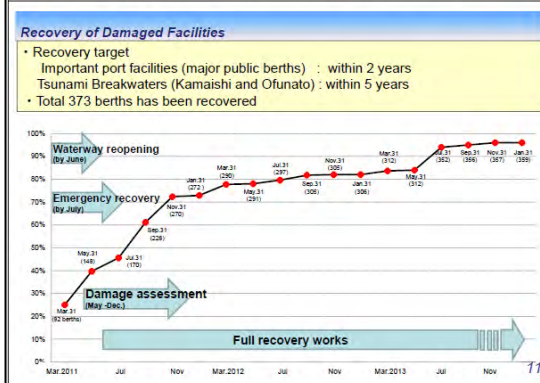 Recovery of Damaged Facilities
・Recovery target
Important port facilities (major public berths) : within 2 years
Tsunami Breakwaters (Kamaishi and Ofunato) : within 5 years
・Total 373 berths has been recovered
100%
90%
80%
70%
60%
50%
40%
30%
20%
10%
0%
Waterway reopening
(by June)
Emergency recovery
(by July)
Damage assessment
(May -Dec.)
Full recovery works
Mar.31
(92 berths)
May.31
(148)
Jul.31
(170)
Sep.31
(228)
Nov.31
(270)
Jan.31
(272)
Mar.31
(290)
May.31
(291)
Jul.31
(297)
Sep.31
(305)
Nov.31
(305)
Jan.31
(306)
Mar.31
(312)
May.31
(312)
Jul.31
(352)
Sep.31
(356)
Nov.31
(357)
Jan.31
(359)
Mar.2011
Jul
Nov
Mar.2012
Jul
Nov
Mar.2013
Jul
Nov
11